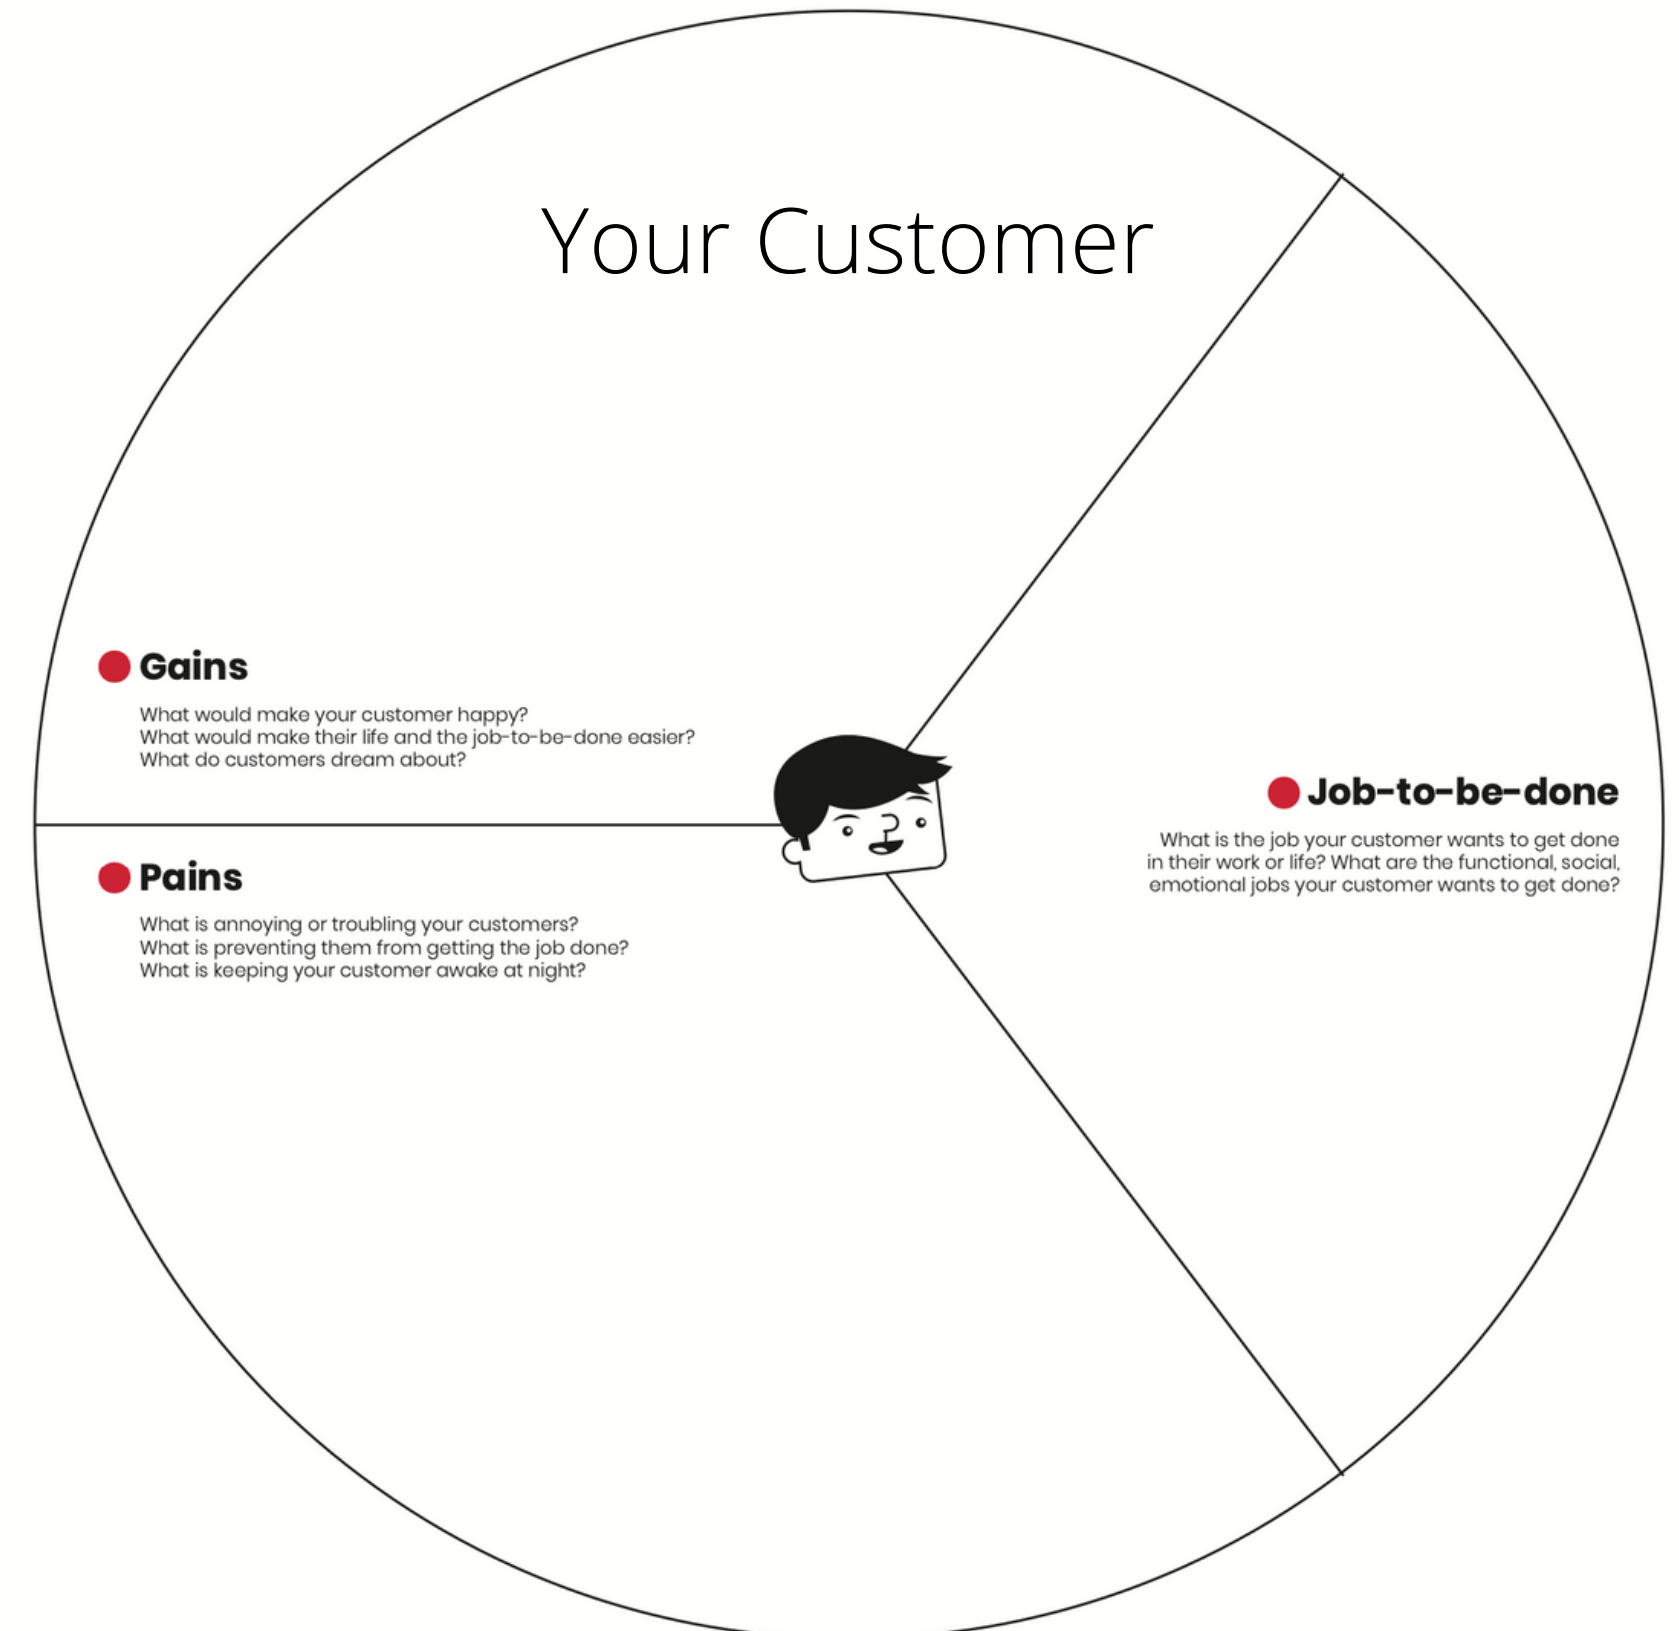 Your Customer
Gains
What would make your customer happy?
What would make their life and the job-to-be-done easier?
What do customers dream about?
Pains
What is annoying or troubling your customers?
What is preventing them from getting the job done?
What is keeping your customer awake at night?
Job-to-be-done
What is the job your customer wants to get done
in their work or life? What are the functional, social,
emotional jobs your customer wants to get done?